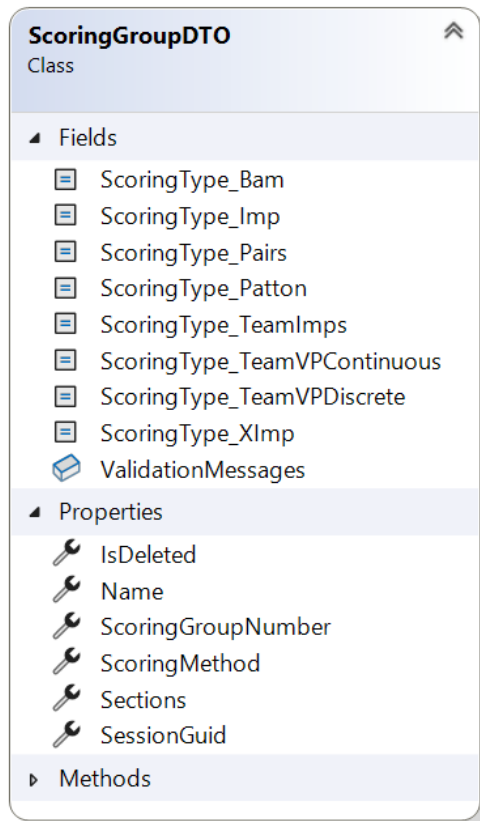 ScoringGroupDTO
Class
Fields
ScoringType_Bam
ScoringType_Imp
ScoringType_Pairs
ScoringType_Patton
ScoringType_TeamImps
ScoringType_TeamVPContinuous
ScoringType_TeamVPDiscrete
ScoringType_XImp
ValidationMessages
Properties
IsDeleted
Name
ScoringGroupNumber
ScoringMethod
Sections
SessionGuid
Methods